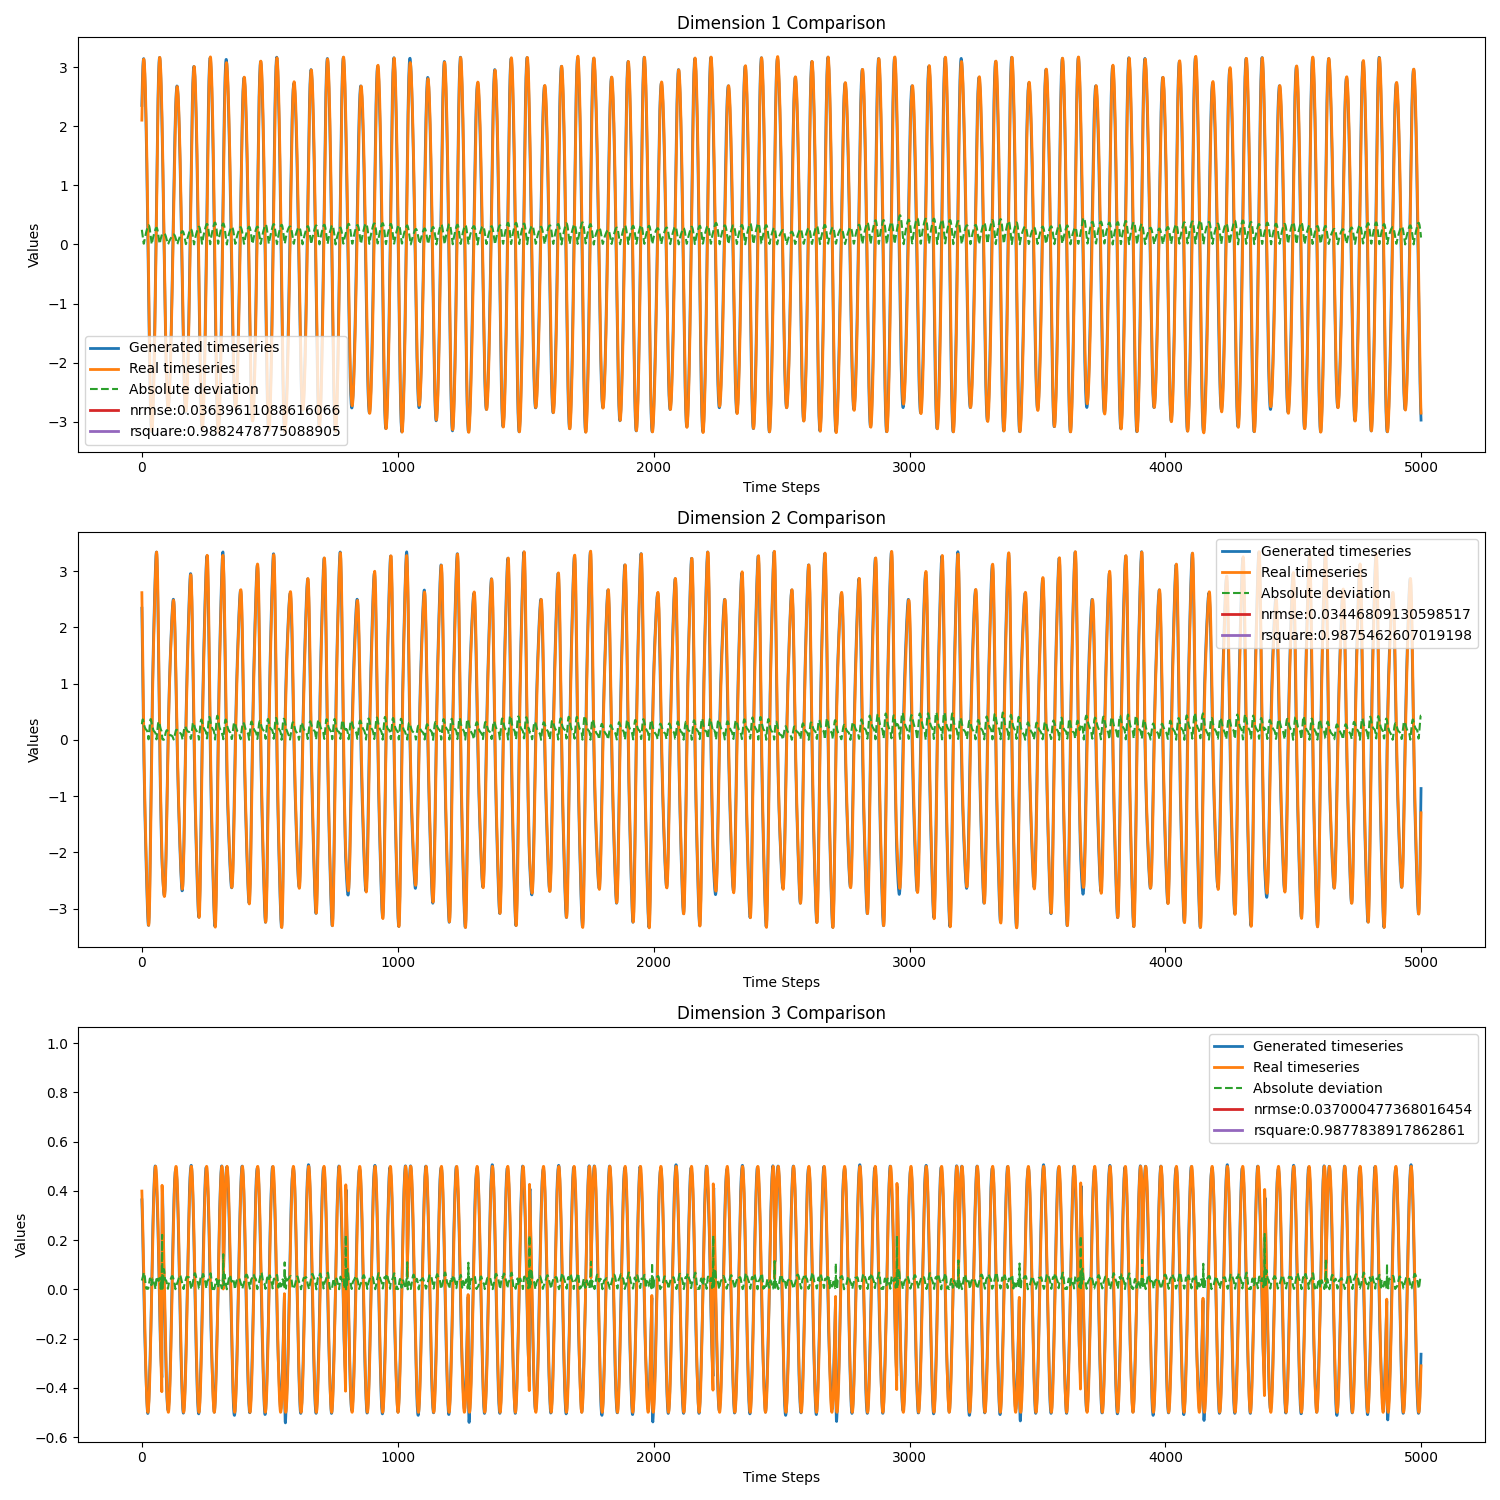 Dimension 1 Comparison
Values
3
2
1
0
−1
−2
−3
Generated timeseries
Real timeseries
Absolute deviation
nrmse:0.03639611088616066
rsquare:0.9882478775088905
0 1000 2000 3000 4000 5000
Time Steps
Dimension 2 Comparison
Values
3
2
1
0
−1
−2
−3
Generated timeseries
Real timeseries
Absolute deviation
nrmse:0.03446809130598517
rsquare:0.9875462607019198
0 1000 2000 3000 4000 5000
Time Steps
Dimension 3 Comparison
Values
1.0
0.8
0.6
0.4
0.2
0.0
−0.2
−0.4
−0.6
Generated timeseries
Real timeseries
Absolute deviation
nrmse:0.037000477368016454
rsquare:0.9877838917862861
0 1000 2000 3000 4000 5000
Time Steps